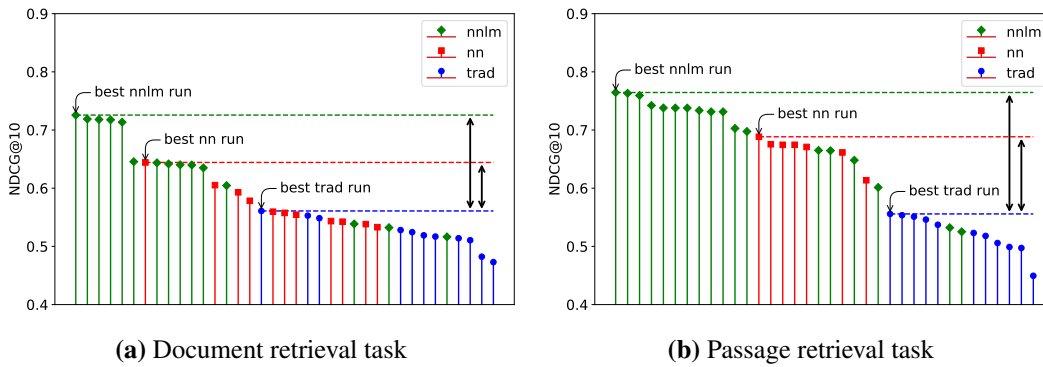 0.9
0.8
0.7
0.6
0.5
0.4
NDCG@10
best nnlm run
best nn run
best trad run
nnlm
nn
trad
(a) Document retrieval task
0.9
0.8
0.7
0.6
0.5
0.4
NDCG@10
best nnlm run
best nn run
best trad run
nnlm
nn
trad
(b) Passage retrieval task